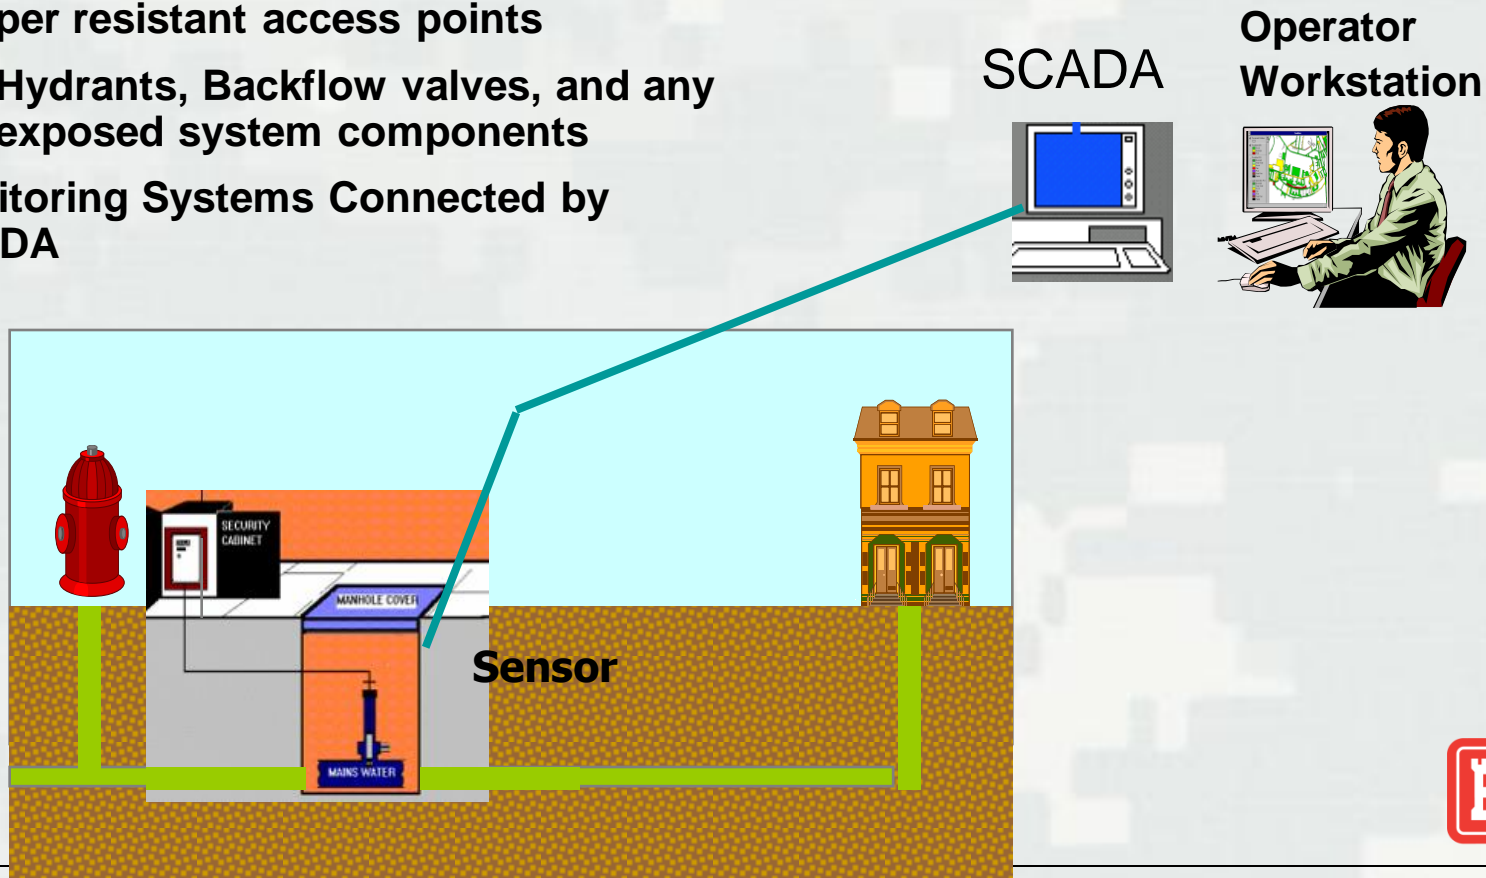 per resistant access points
Hydrants, Backflow valves, and any
exposed system components
itoring Systems Connected by
DA
SCADA
Operator
Workstation
SECURITY
CABINET
MANHOLE COVER
Sensor
MAINS WATER